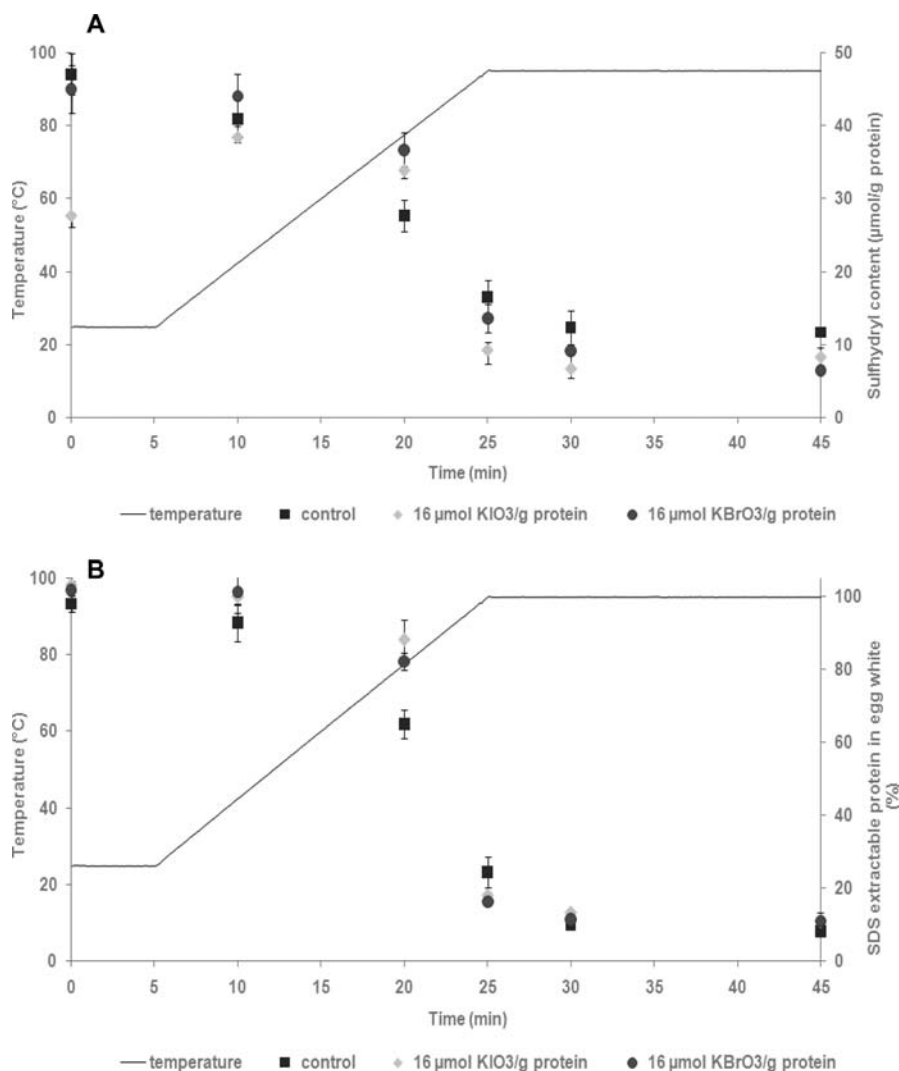 A
100
80
60
40
20
0
Temperature (°C)
50
40
30
20
10
0
Sulfhydryl content (µmol/g protein)
0 5 10 15 20 25 30 35 40 45
Time (min)
temperature control 16 µmol KIO3/g protein 16 µmol KBrO3/g protein
B
100
80
60
40
20
0
Temperature (°C)
100
80
60
40
20
0
SDS extractable protein in egg white
(%)
0 5 10 15 20 25 30 35 40 45
Time (min)
temperature control 16 µmol KIO3/g protein 16 µmol KBrO3/g protein